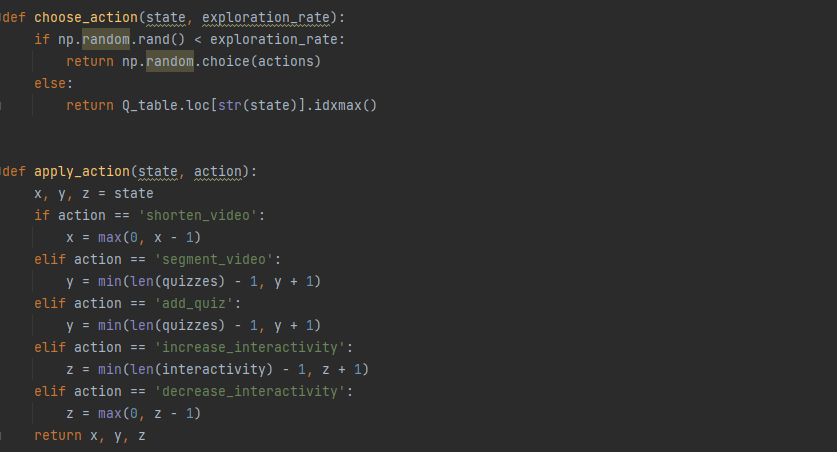 def choose_action(state, exploration_rate):
    if np.random.rand() < exploration_rate:
        return np.random.choice(actions)
    else:
        return Q_table.loc[str(state)].idxmax()

def apply_action(state, action):
    x, y, z = state
    if action == 'shorten_video':
        x = max(0, x - 1)
    elif action == 'segment_video':
        y = min(len(quizzes) - 1, y + 1)
    elif action == 'add_quiz':
        y = min(len(quizzes) - 1, y + 1)
    elif action == 'increase_interactivity':
        z = min(len(interactivity) - 1, z + 1)
    elif action == 'decrease_interactivity':
        z = max(0, z - 1)
    return x, y, z